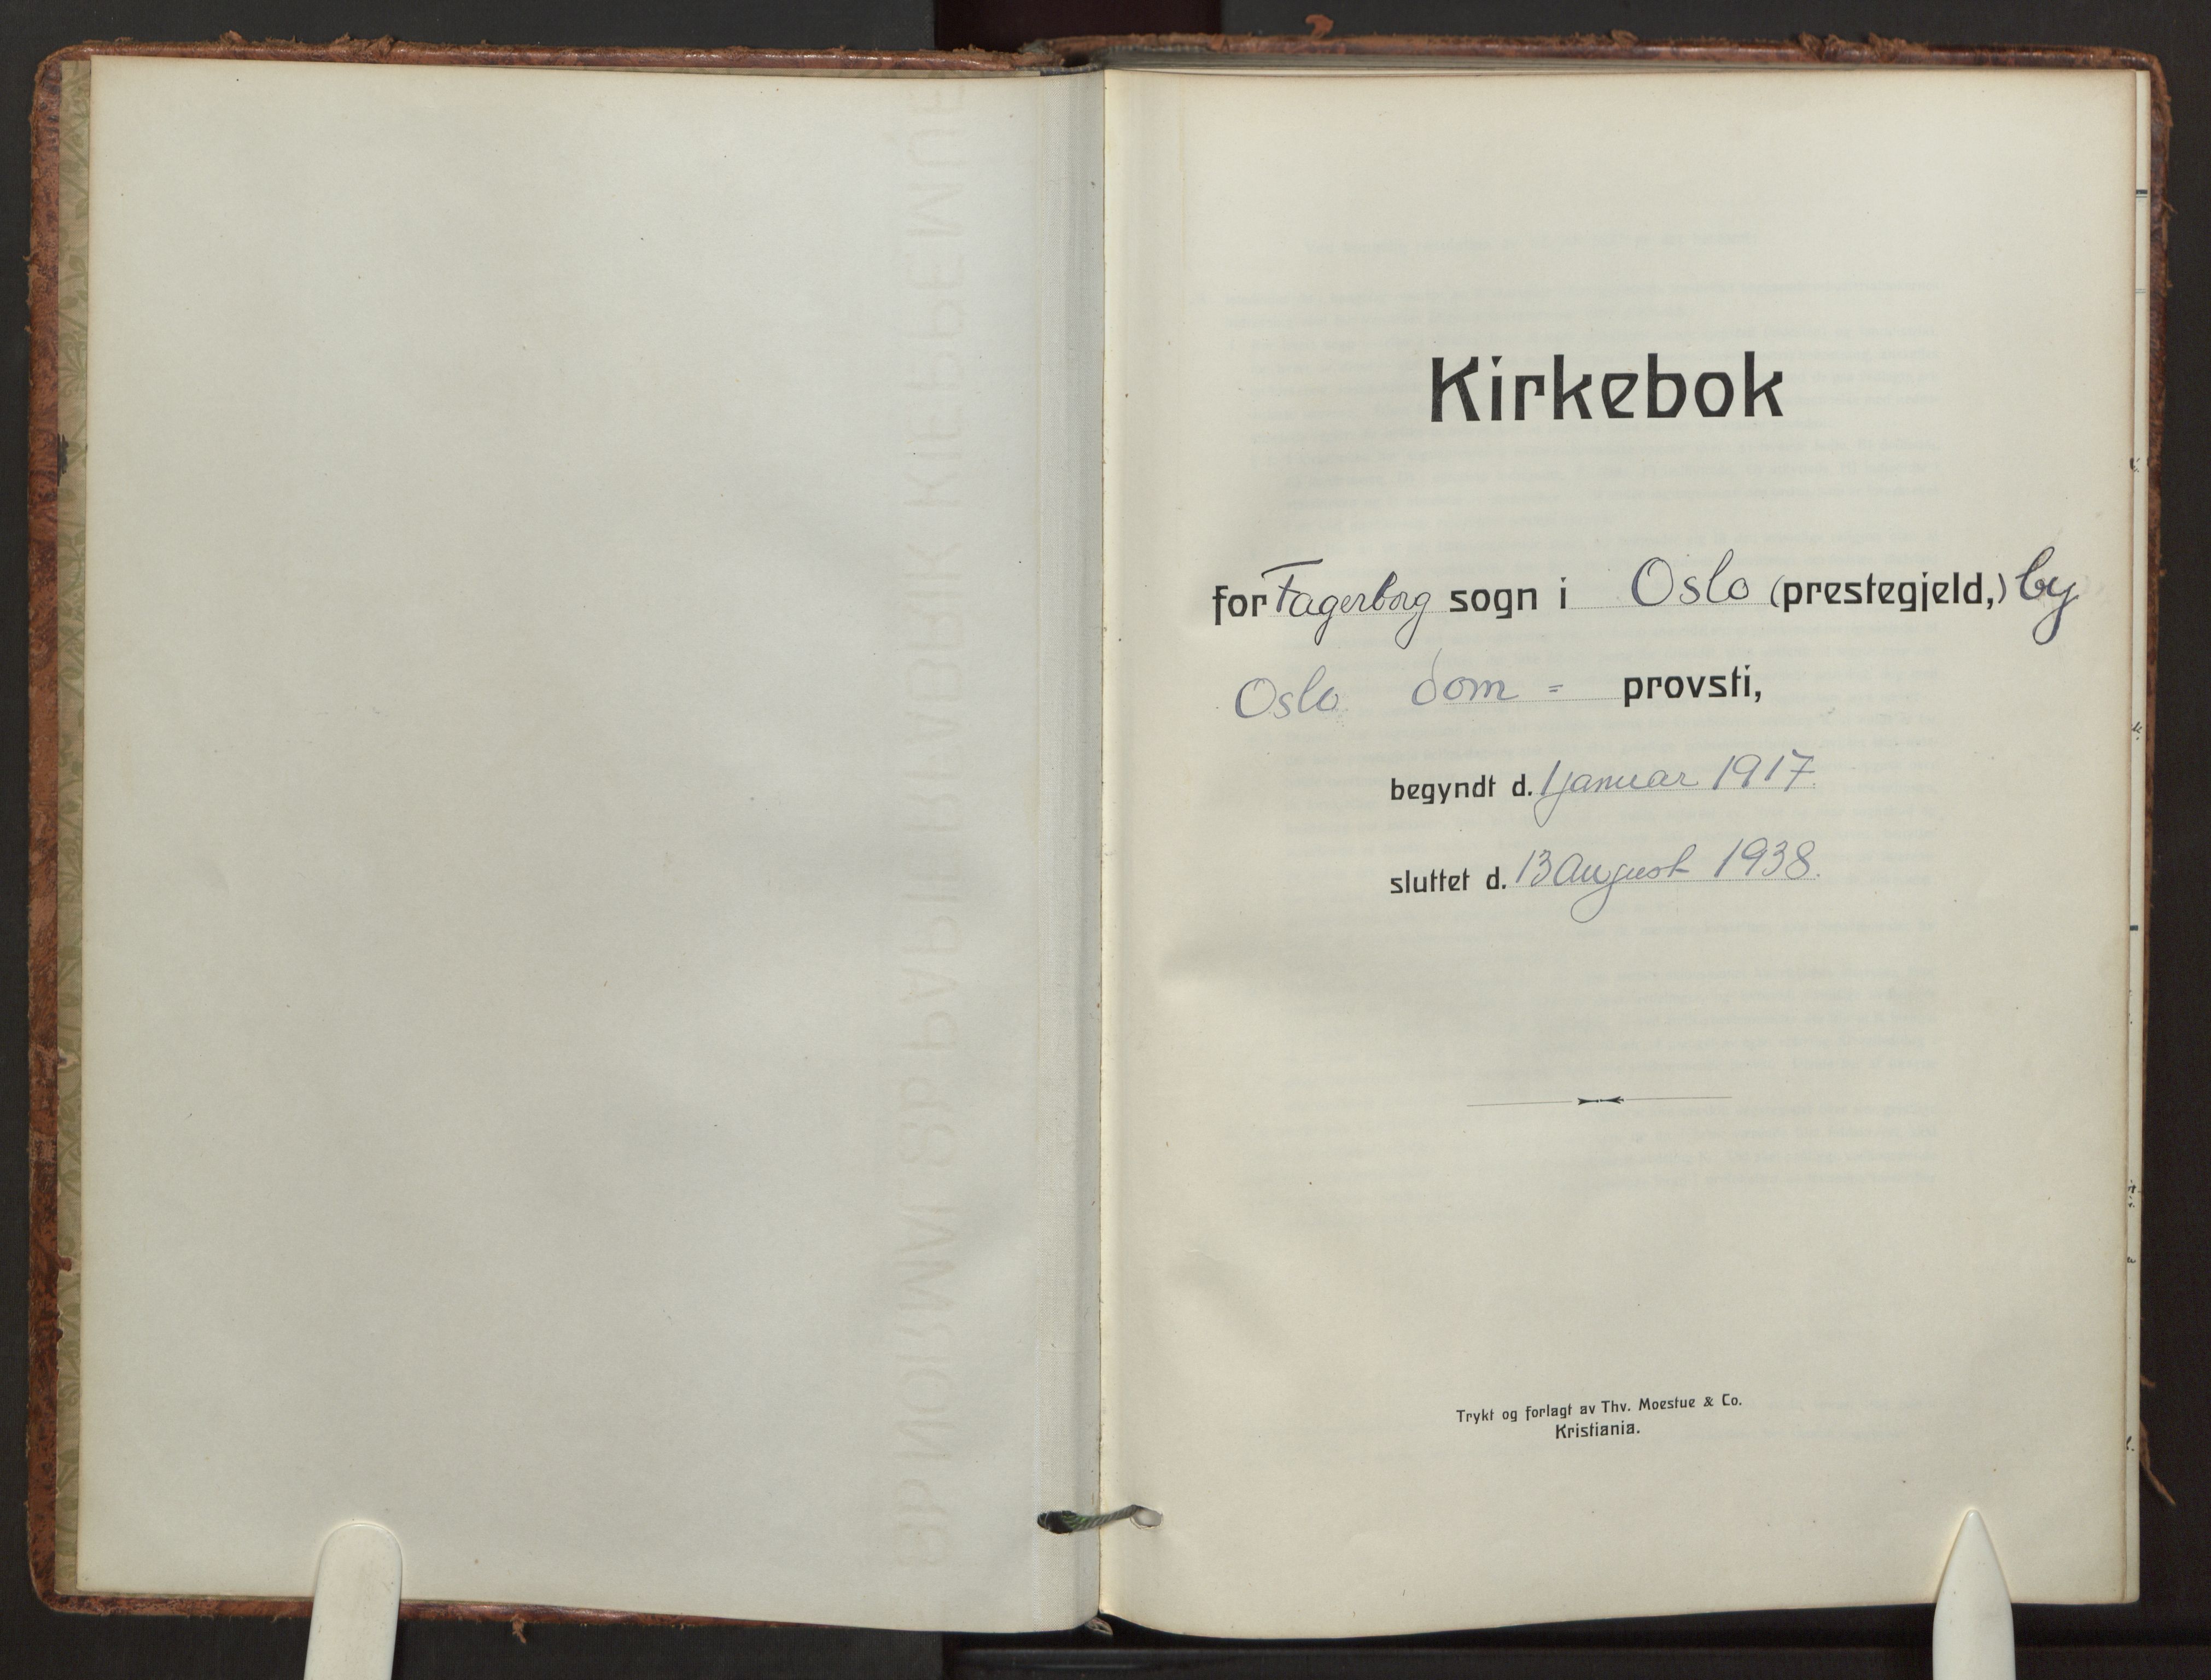 Kirkebok
for Fagerborg sogn i Oslo (prestegjeld,) by
Oslo dom = provsti,
begyndt d. 1 januar 1917.
sluttet d. 13 august 1938.
Trykt og forlagt av Thv. Moestue & Co.
Kristiania.